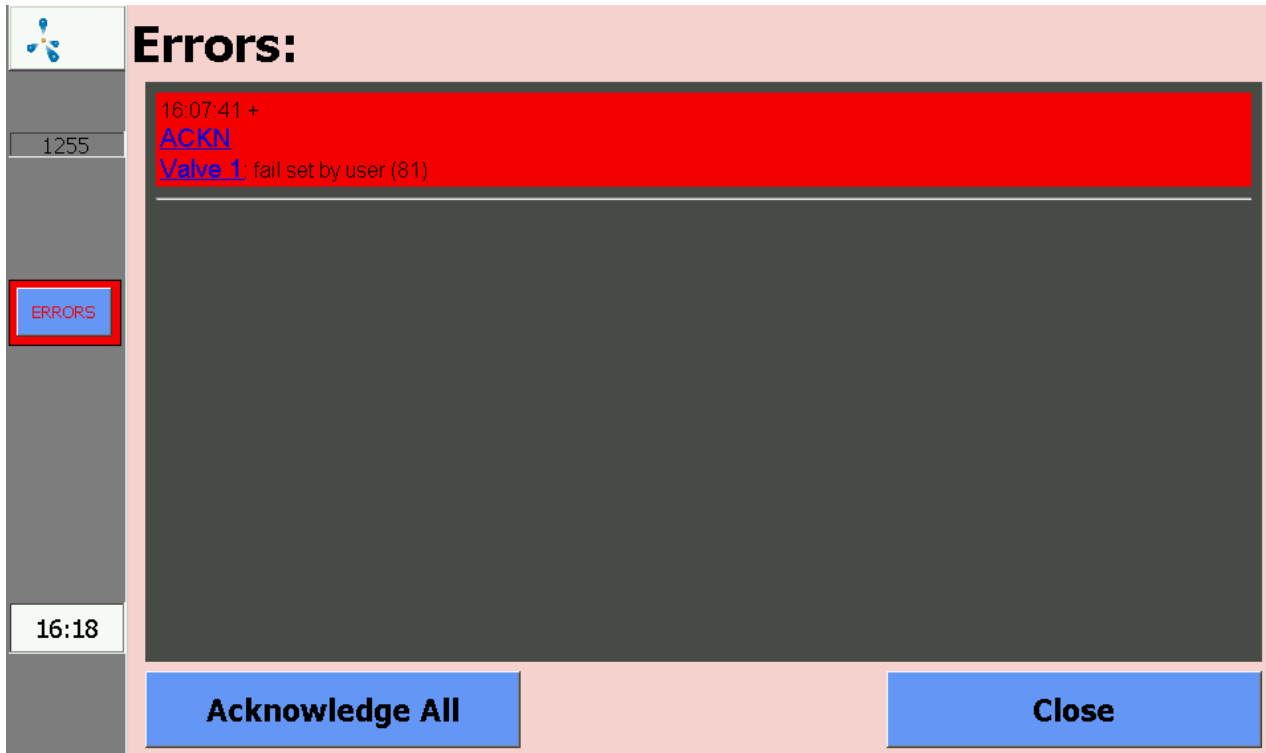 Errors:
16:07:41 +
ACKN
Valve 1: fail set by user (81)
1255
ERRORS
16:18
Acknowledge All
Close